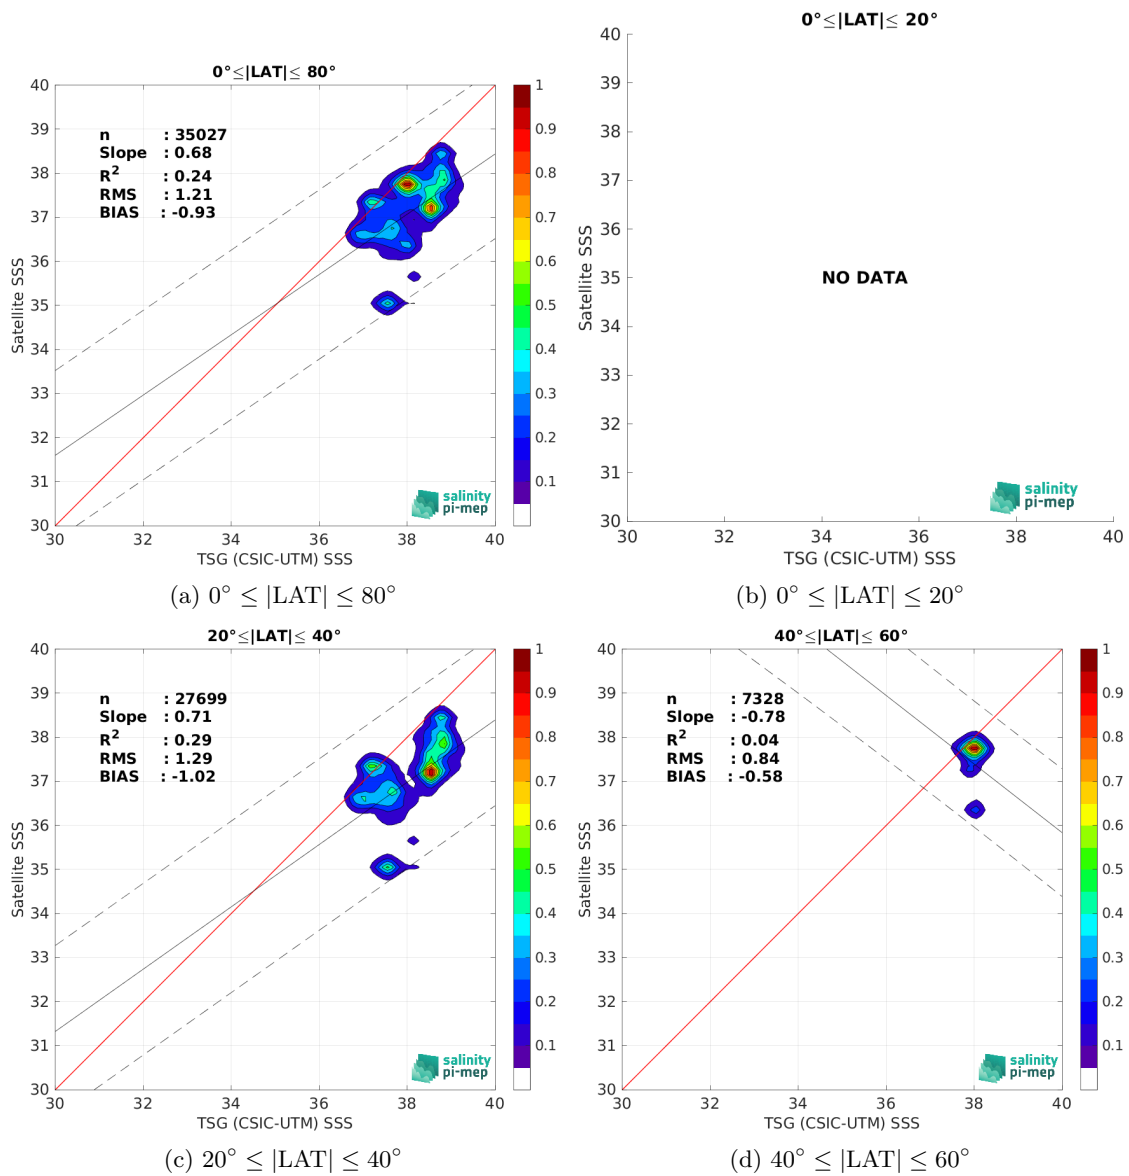 0°≤|LAT|≤ 80°
40
39
38
37
36
35
34
33
32
31
30
Satellite SSS
n : 35027
Slope : 0.68
R² : 0.24
RMS : 1.21
BIAS : -0.93
salinity
pi-mep
30 32 34 36 38 40
TSG (CSIC-UTM) SSS
1
0.9
0.8
0.7
0.6
0.5
0.4
0.3
0.2
0.1
(a) 0° ≤ |LAT| ≤ 80°
0°≤|LAT|≤ 20°
40
39
38
37
36
35
34
33
32
31
30
Satellite SSS
NO DATA
salinity
pi-mep
30 32 34 36 38 40
TSG (CSIC-UTM) SSS
(b) 0° ≤ |LAT| ≤ 20°
20°≤|LAT|≤ 40°
40
39
38
37
36
35
34
33
32
31
30
Satellite SSS
n : 27699
Slope : 0.71
R² : 0.29
RMS : 1.29
BIAS : -1.02
salinity
pi-mep
30 32 34 36 38 40
TSG (CSIC-UTM) SSS
1
0.9
0.8
0.7
0.6
0.5
0.4
0.3
0.2
0.1
(c) 20° ≤ |LAT| ≤ 40°
40°≤|LAT|≤ 60°
40
39
38
37
36
35
34
33
32
31
30
Satellite SSS
n : 7328
Slope : -0.78
R² : 0.04
RMS : 0.84
BIAS : -0.58
salinity
pi-mep
30 32 34 36 38 40
TSG (CSIC-UTM) SSS
1
0.9
0.8
0.7
0.6
0.5
0.4
0.3
0.2
0.1
(d) 40° ≤ |LAT| ≤ 60°